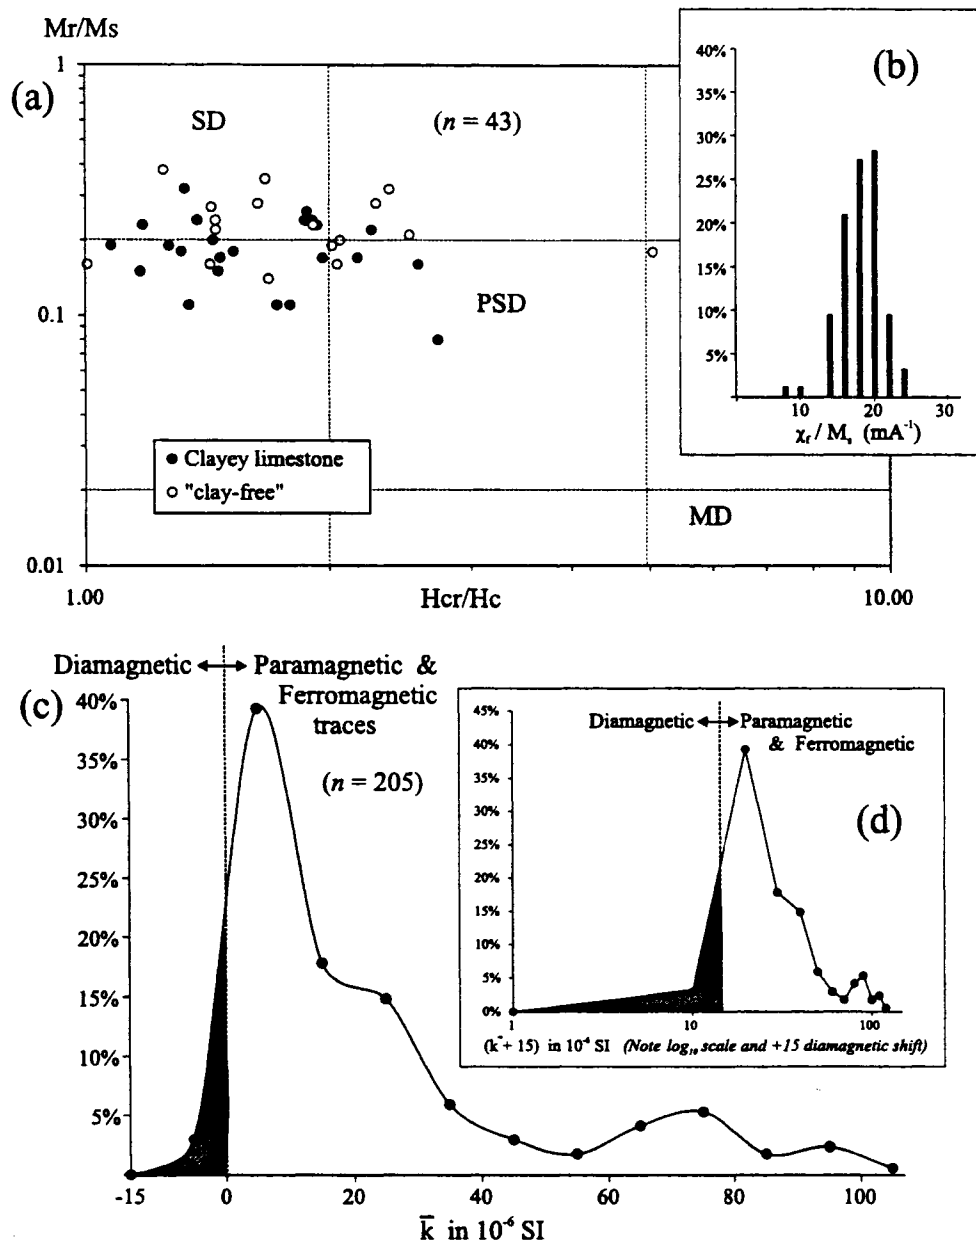 Mr/Ms
(a)
1
0.1
0.01
SD
(n = 43)
PSD
MD
● Clayey limestone
○ "clay-free"
1.00
Hcr/Hc
10.00
(b)
40%
35%
30%
25%
20%
15%
10%
5%
10 20 30
χf / Ms (mA⁻¹)
(c)
Diamagnetic ↔ Paramagnetic &
Ferromagnetic
traces
(n = 205)
40%
35%
30%
25%
20%
15%
10%
5%
-15 0 20 40 60 80 100
k̄ in 10⁻⁶ SI
(d)
Diamagnetic ↔ Paramagnetic
& Ferromagnetic
45%
40%
35%
30%
25%
20%
15%
10%
5%
0%
1 10 100
(k̄ + 15) in 10⁻⁶ SI (Note log₁₀ scale and +15 diamagnetic shift)